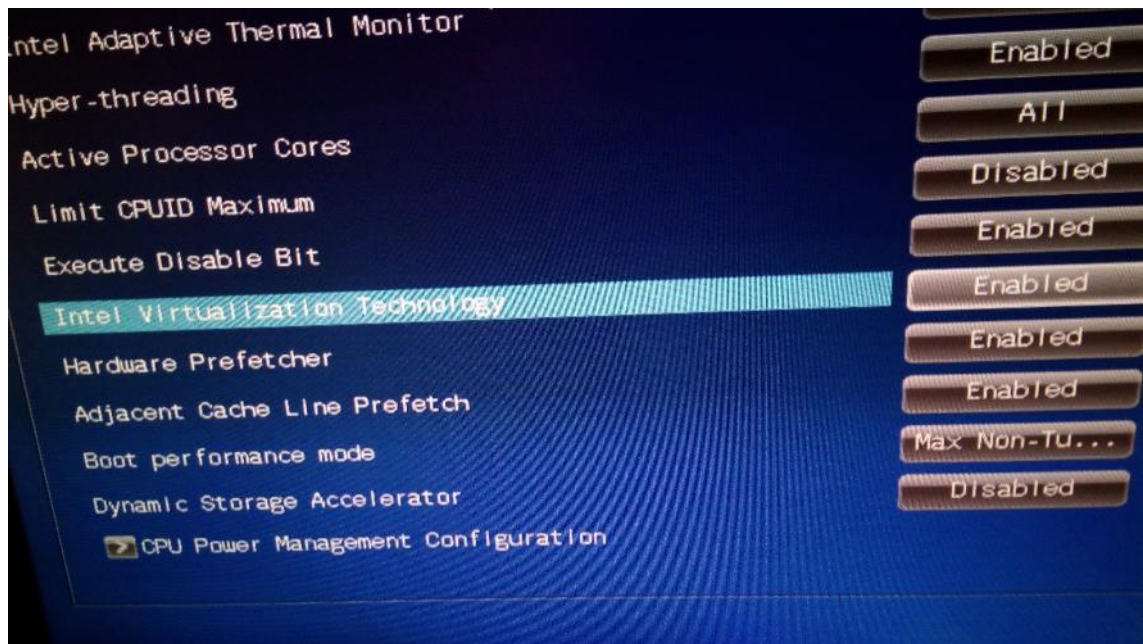 ntel Adaptive Thermal Monitor
Hyper-threading Enabled
Active Processor Cores All
Limit CPUID Maximum Disabled
Execute Disable Bit Enabled
Intel Virtualization Technology Enabled
Hardware Prefetcher Enabled
Adjacent Cache Line Prefetch Enabled
Boot performance mode Max Non-Tu...
Dynamic Storage Accelerator Disabled
> CPU Power Management Configuration